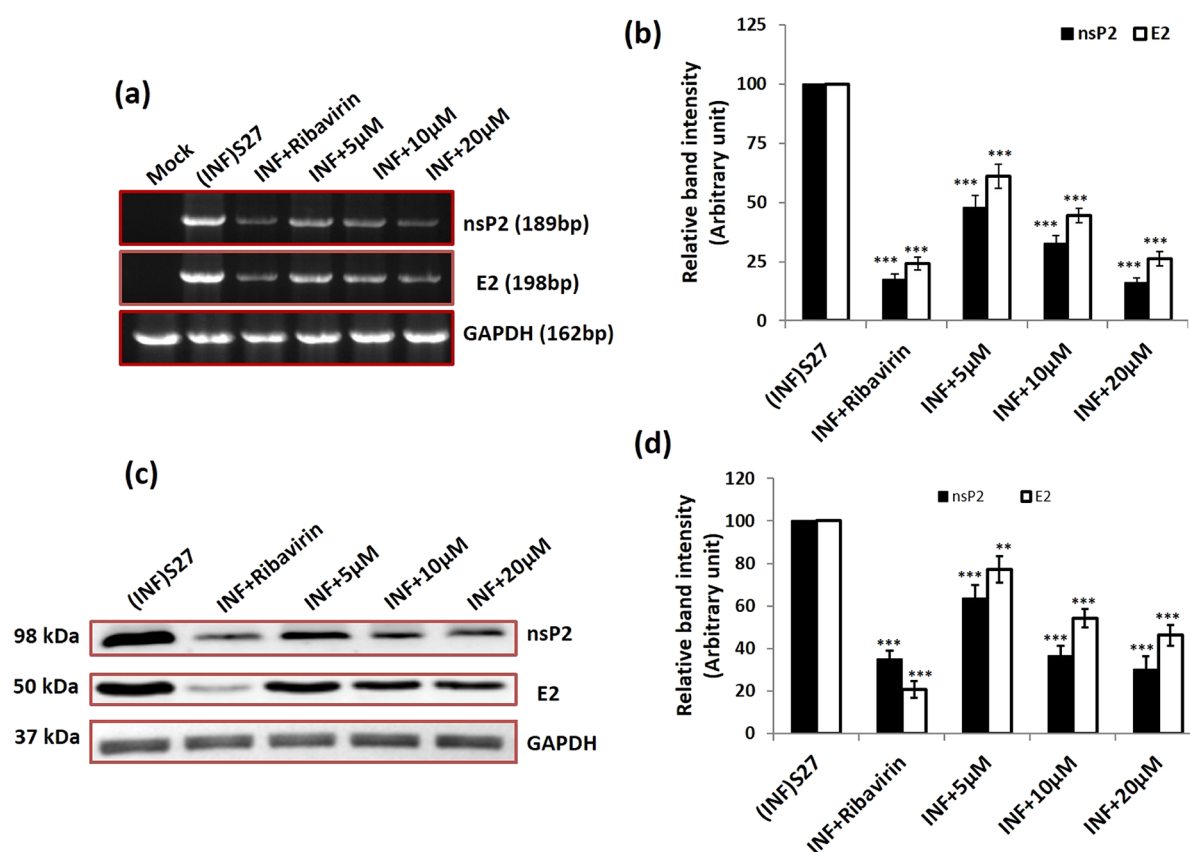 (a)
Mock
(INF)S27
INF+Ribavirin
INF+5µM
INF+10µM
INF+20µM
nsP2 (189bp)
E2 (198bp)
GAPDH (162bp)
(b)
nsP2 E2
Relative band intensity
(Arbitrary unit)
125
100
75
50
25
0
*** ***
*** ***
*** ***
*** ***
(INF)S27
INF+Ribavirin
INF+5µM
INF+10µM
INF+20µM
(c)
(INF)S27
INF+Ribavirin
INF+5µM
INF+10µM
INF+20µM
98 kDa
nsP2
50 kDa
E2
37 kDa
GAPDH
(d)
nsP2 E2
Relative band intensity
(Arbitrary unit)
120
100
80
60
40
20
0
*** ***
*** **
*** ***
*** ***
(INF)S27
INF+Ribavirin
INF+5µM
INF+10µM
INF+20µM